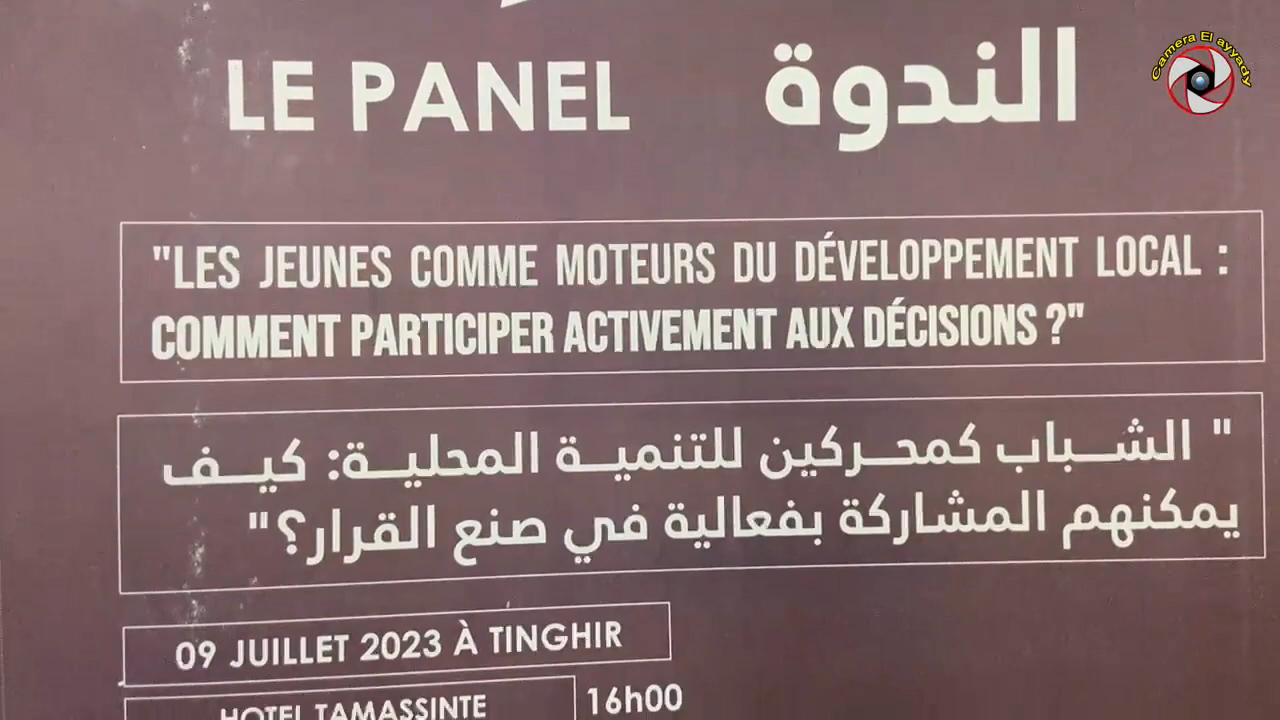 Camera El ayyady
LE PANEL
الندوة
"LES JEUNES COMME MOTEURS DU DÉVELOPPEMENT LOCAL :
COMMENT PARTICIPER ACTIVEMENT AUX DÉCISIONS ?"
" الشباب كمحركين للتنمية المحلية: كيف
يمكنهم المشاركة بفعالية في صنع القرار؟"
09 JUILLET 2023 À TINGHIR
HOTEL TAMASSINTE
16h00